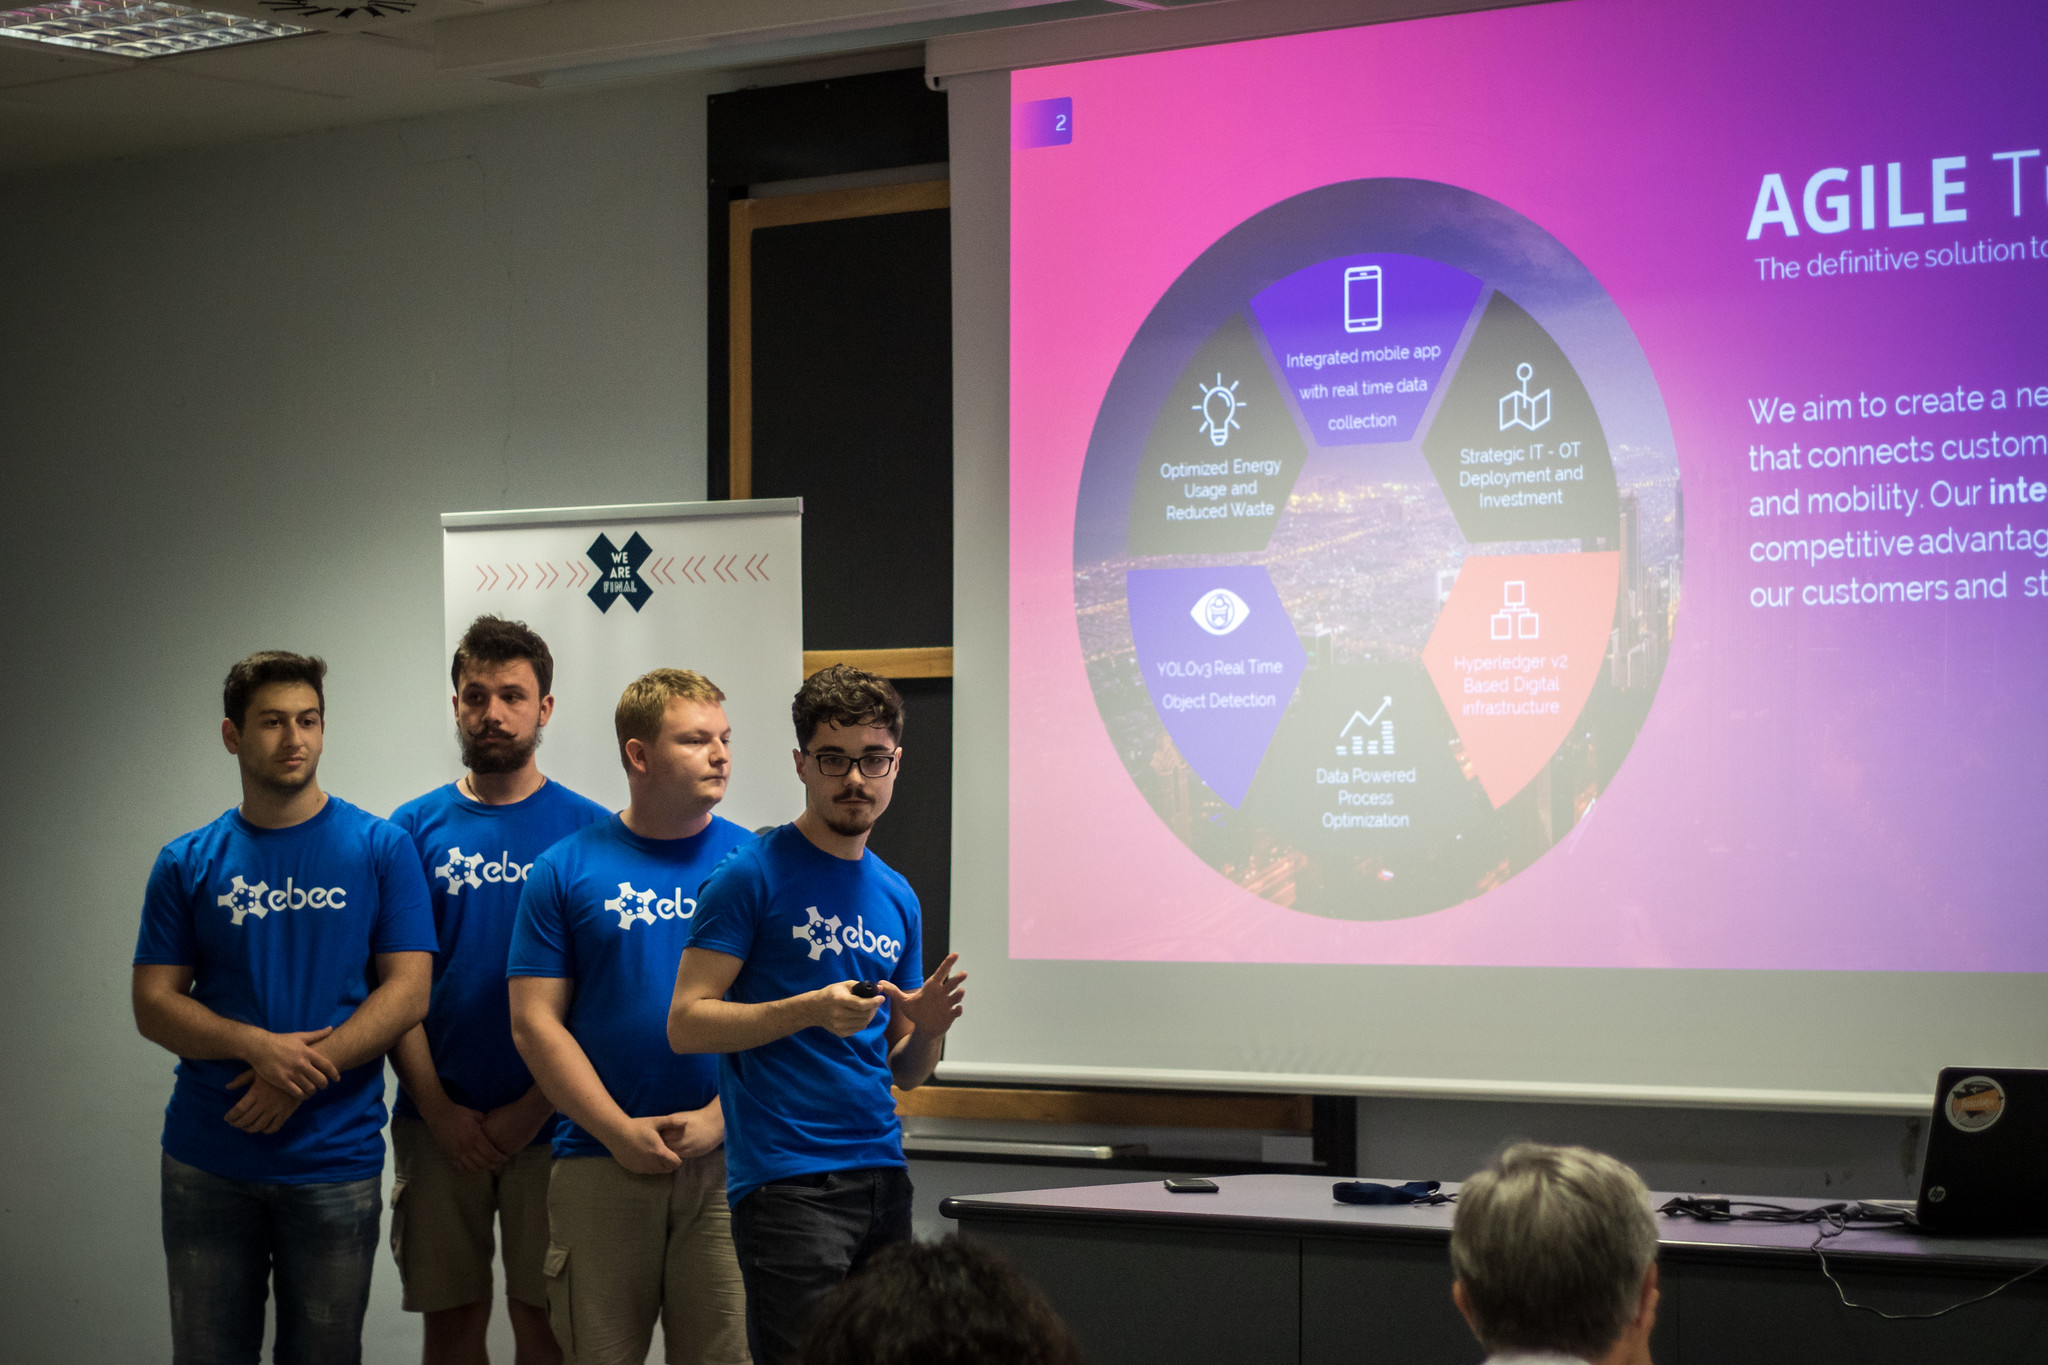 2
AGILE
The definitive solution to
Integrated mobile app
with real time data
collection
Strategic IT - OT
Deployment and
Investment
Optimized Energy
Usage and
Reduced Waste
YOLOv3 Real Time
Object Detection
Hyperledger v2
Based Digital
infrastructure
Data Powered
Process
Optimization
We aim to create a
that connects
and mobility. Our
competitive
our customers and
WE
ARE
FINAL
ebec
ebec
hp